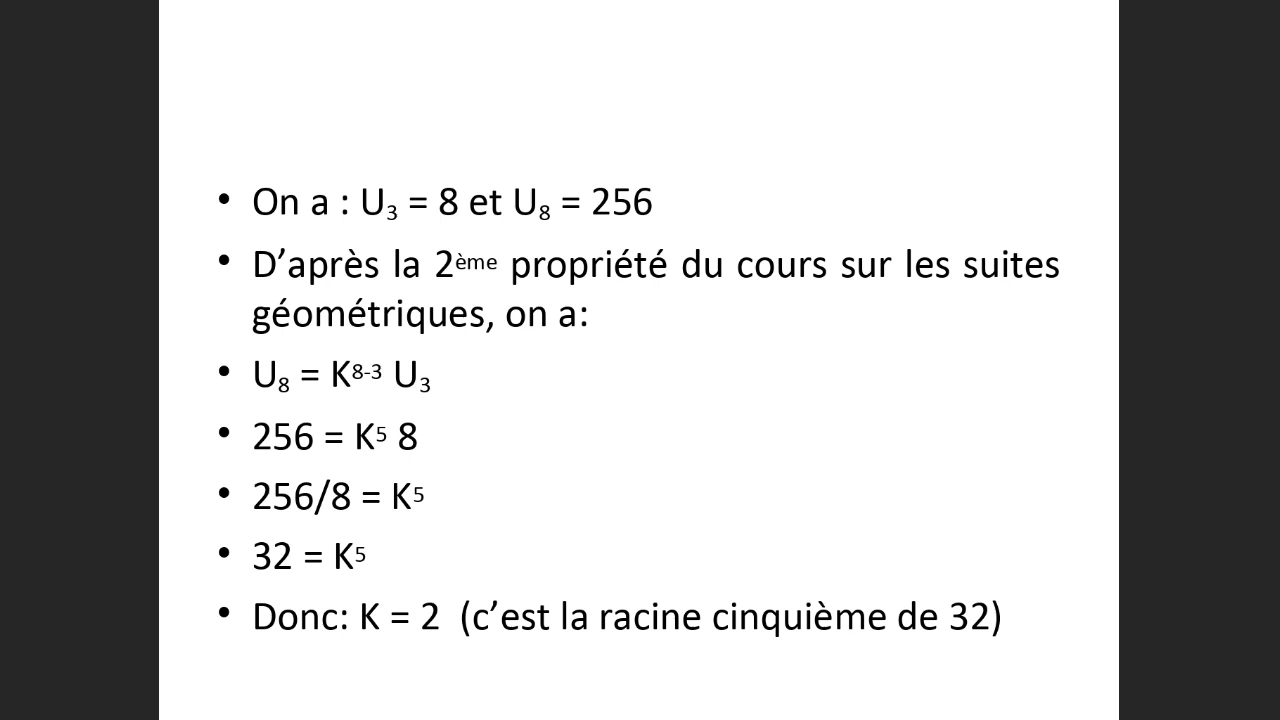 • On a : U₃ = 8 et U₈ = 256
• D’après la 2ᵉᵐᵉ propriété du cours sur les suites
géométriques, on a:
• U₈ = K⁸⁻³ U₃
• 256 = K⁵ 8
• 256/8 = K⁵
• 32 = K⁵
• Donc: K = 2 (c’est la racine cinquième de 32)